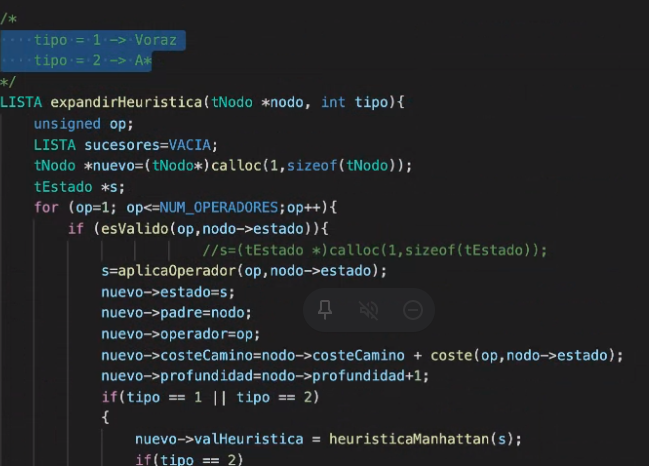 /*
tipo = 1 -> Voraz
tipo = 2 -> A*
*/
LISTA expandirHeuristica(tNodo *nodo, int tipo){
unsigned op;
LISTA sucesores=VACIA;
tNodo *nuevo=(tNodo*)calloc(1,sizeof(tNodo));
tEstado *s;
for (op=1; op<=NUM_OPERADORES;op++){
if (esValido(op,nodo->estado)){
//s=(tEstado *)calloc(1,sizeof(tEstado));
s=aplicaOperador(op,nodo->estado);
nuevo->estado=s;
nuevo->padre=nodo;
nuevo->operador=op;
nuevo->costeCamino=nodo->costeCamino + coste(op,nodo->estado);
nuevo->profundidad=nodo->profundidad+1;
if(tipo == 1 || tipo == 2)
{
nuevo->valHeuristica = heuristicaManhattan(s);
if(tipo == 2)